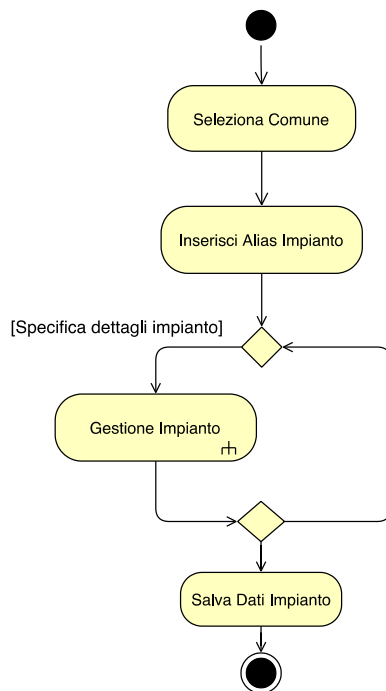 Seleziona Comune
Inserisci Alias Impianto
[Specifica dettagli impianto]
Gestione Impianto
Salva Dati Impianto